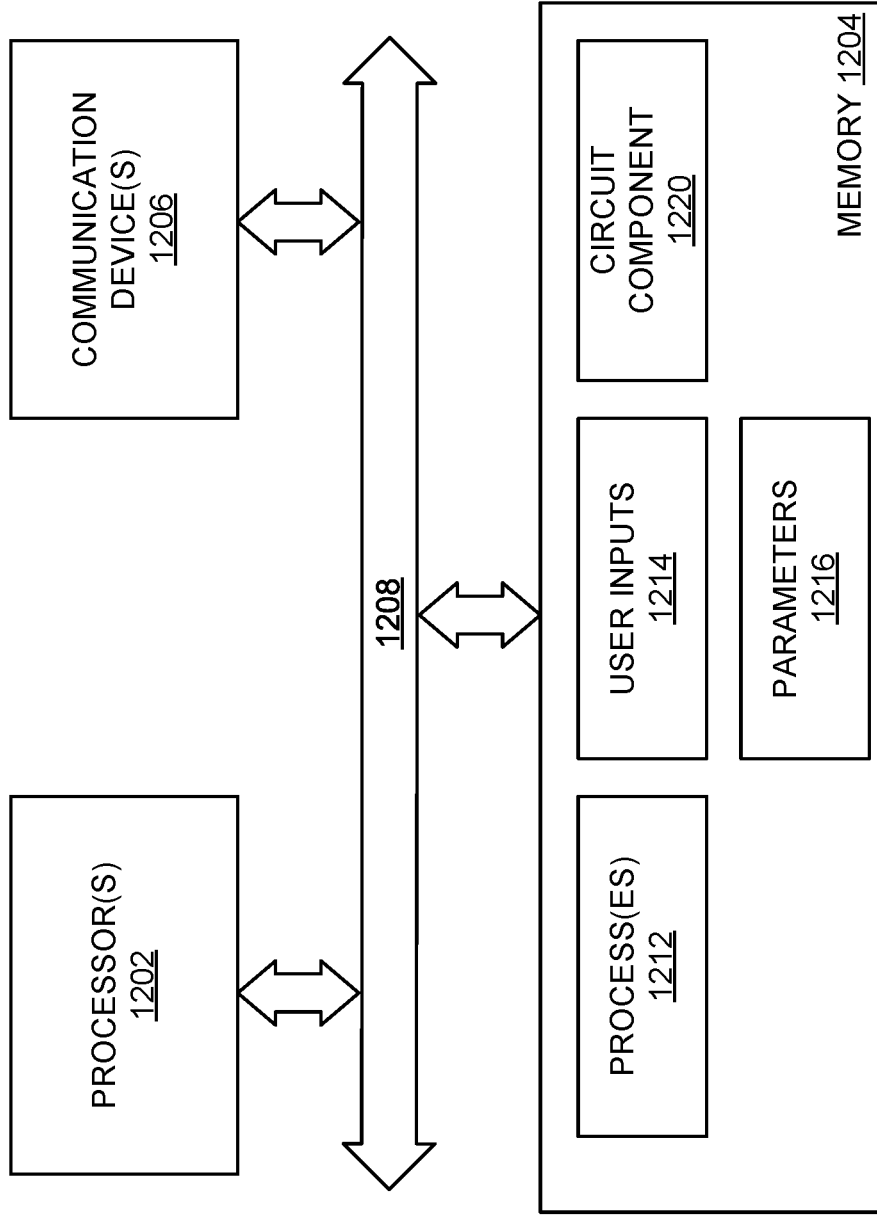 PROCESSOR(S)
1202
COMMUNICATION
DEVICE(S)
1206
1208
PROCESS(ES)
1212
USER INPUTS
1214
CIRCUIT
COMPONENT
1220
PARAMETERS
1216
MEMORY 1204